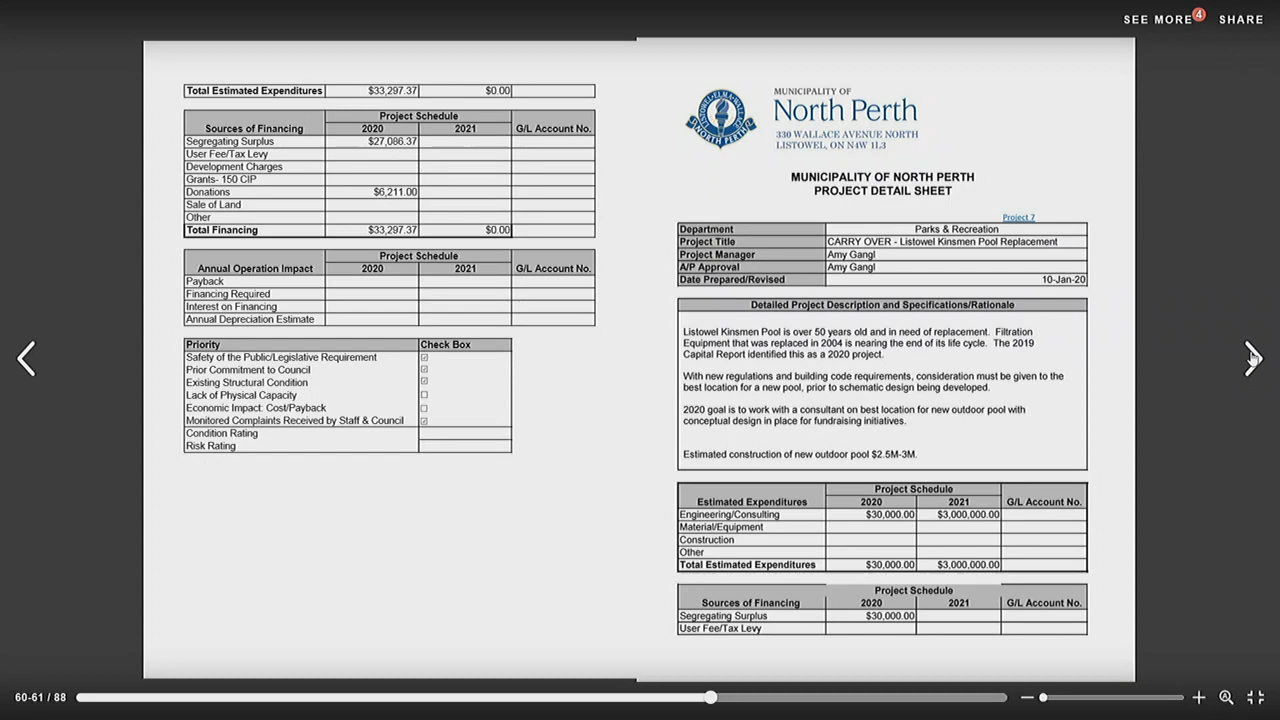 SEE MORE 4 SHARE
Total Estimated Expenditures $33,297.37 $0.00
Project Schedule
Sources of Financing 2020 2021 G/L Account No.
Segregating Surplus $27,086.37
User Fee/Tax Levy
Development Charges
Grants- 150 CIP
Donations $6,211.00
Sale of Land
Other
Total Financing $33,297.37 $0.00
Project Schedule
Annual Operation Impact 2020 2021 G/L Account No.
Payback
Financing Required
Interest on Financing
Annual Depreciation Estimate
Priority Check Box
Safety of the Public/Legislative Requirement ☑
Prior Commitment to Council ☑
Existing Structural Condition ☑
Lack of Physical Capacity ☐
Economic Impact: Cost/Payback ☐
Monitored Complaints Received by Staff & Council ☑
Condition Rating
Risk Rating
LISTOWEL-ELMA-WALLACE
NORTH PERTH
MUNICIPALITY OF
North Perth
330 WALLACE AVENUE NORTH
LISTOWEL, ON N4W 1L3
MUNICIPALITY OF NORTH PERTH
PROJECT DETAIL SHEET
Project 7
Department Parks & Recreation
Project Title CARRY OVER - Listowel Kinsmen Pool Replacement
Project Manager Amy Gangl
A/P Approval Amy Gangl
Date Prepared/Revised 10-Jan-20
Detailed Project Description and Specifications/Rationale
Listowel Kinsmen Pool is over 50 years old and in need of replacement. Filtration
Equipment that was replaced in 2004 is nearing the end of its life cycle. The 2019
Capital Report identified this as a 2020 project.
With new regulations and building code requirements, consideration must be given to the
best location for a new pool, prior to schematic design being developed.
2020 goal is to work with a consultant on best location for new outdoor pool with
conceptual design in place for fundraising initiatives.
Estimated construction of new outdoor pool $2.5M-3M.
Project Schedule
Estimated Expenditures 2020 2021 G/L Account No.
Engineering/Consulting $30,000.00 $3,000,000.00
Material/Equipment
Construction
Other
Total Estimated Expenditures $30,000.00 $3,000,000.00
Project Schedule
Sources of Financing 2020 2021 G/L Account No.
Segregating Surplus $30,000.00
User Fee/Tax Levy
60-61 / 88